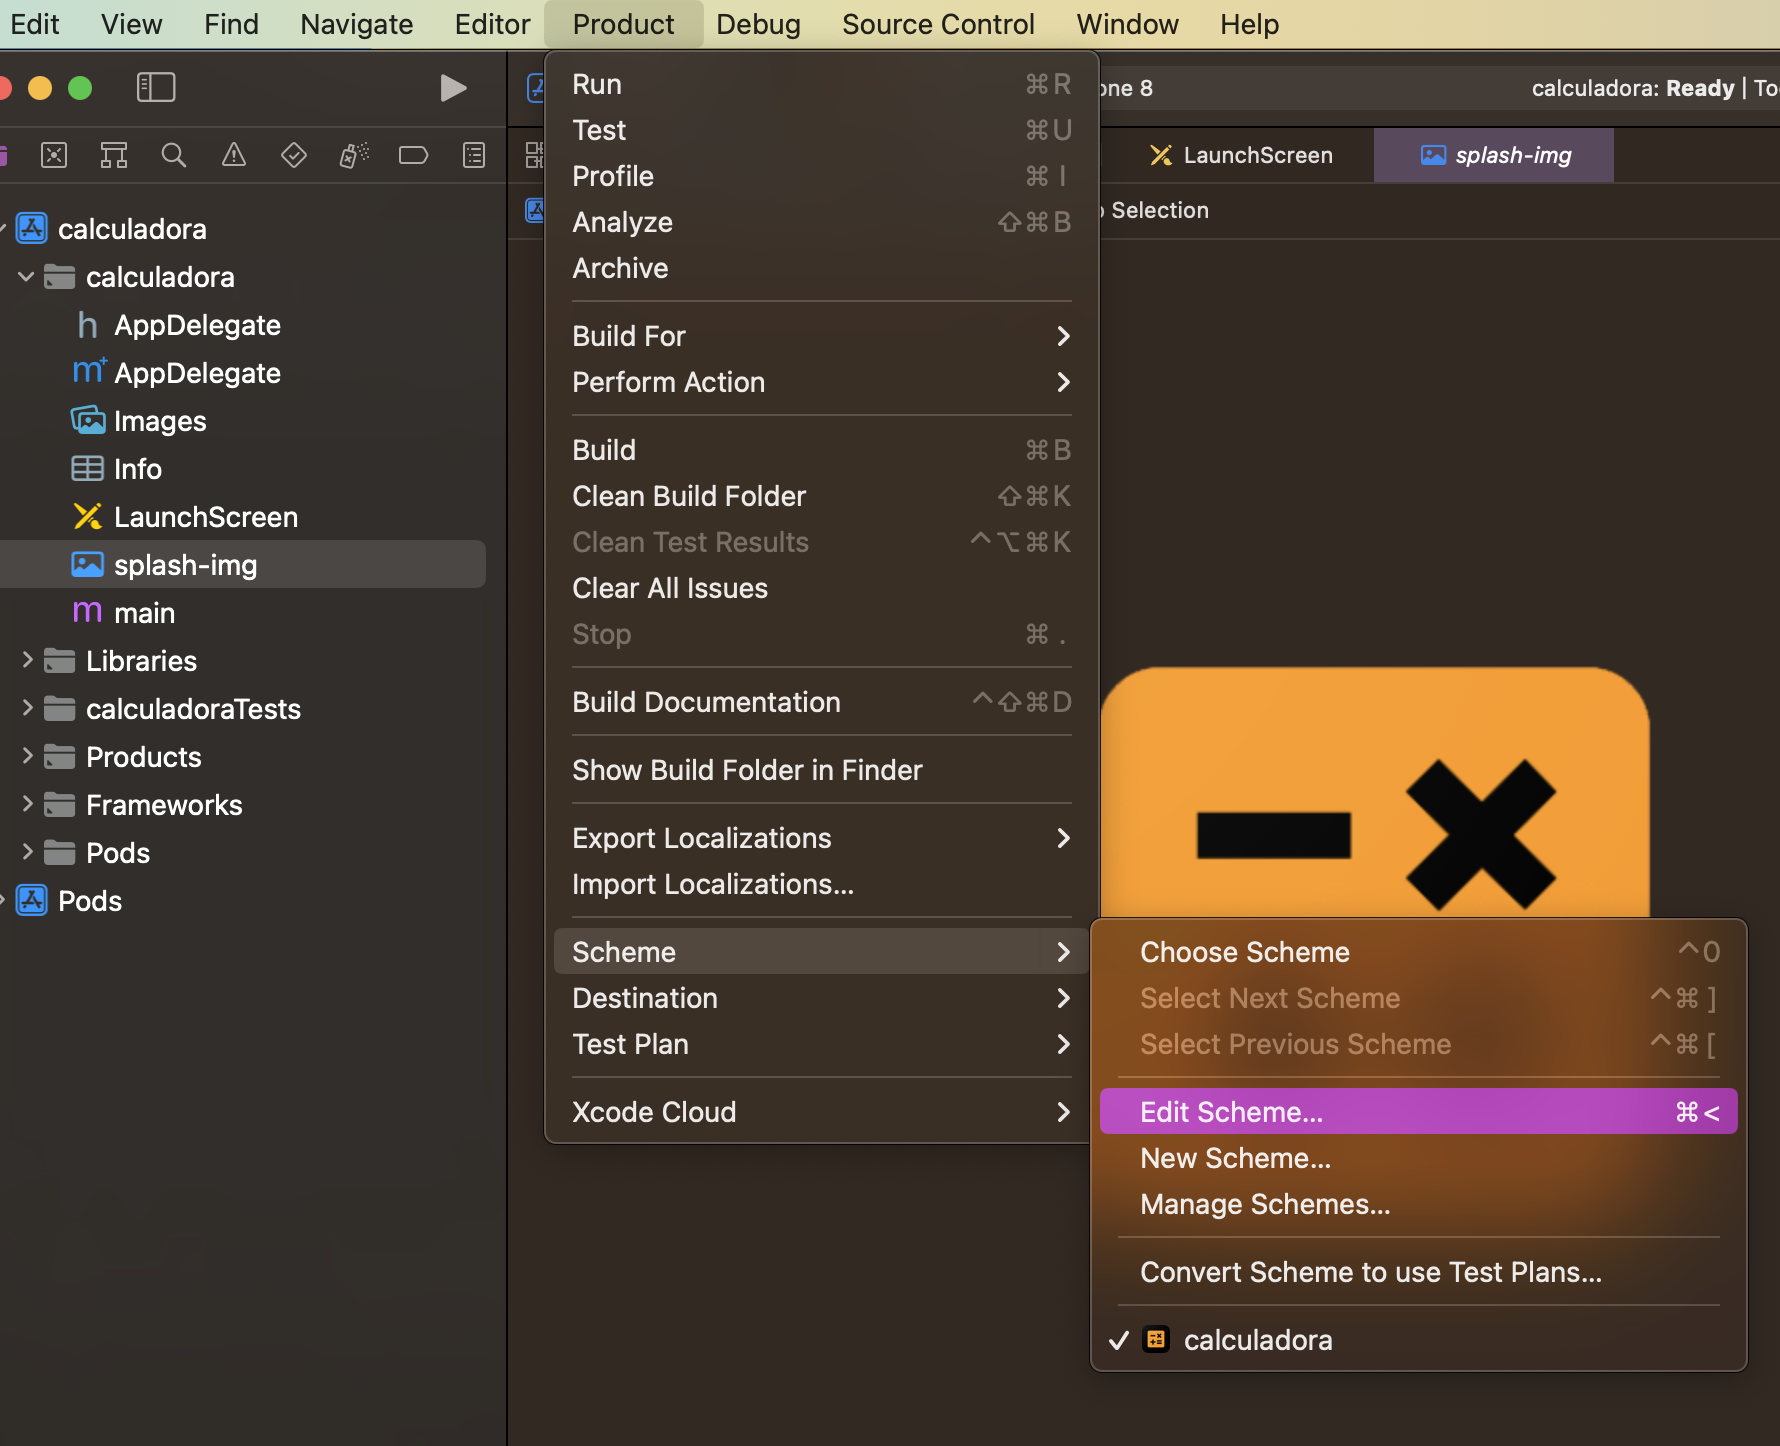 Edit View Find Navigate Editor Product Debug Source Control Window Help
one 8
calculadora: Ready | Too
LaunchScreen
splash-img
Selection
calculadora
calculadora
h AppDelegate
m+ AppDelegate
Images
Info
LaunchScreen
splash-img
m main
Libraries
calculadoraTests
Products
Frameworks
Pods
Pods
Run ⌘R
Test ⌘U
Profile ⌘I
Analyze ⇧⌘B
Archive
Build For
Perform Action
Build ⌘B
Clean Build Folder ⇧⌘K
Clean Test Results ^⌥⌘K
Clear All Issues
Stop ⌘.
Build Documentation ^⇧⌘D
Show Build Folder in Finder
Export Localizations
Import Localizations...
Scheme
Destination
Test Plan
Xcode Cloud
Choose Scheme ^0
Select Next Scheme ^⌘]
Select Previous Scheme ^⌘[
Edit Scheme... ⌘<
New Scheme...
Manage Schemes...
Convert Scheme to use Test Plans...
✓ calculadora